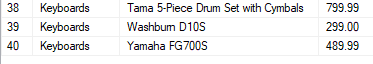 38 Keyboards Tama 5-Piece Drum Set with Cymbals 799.99
39 Keyboards Washburn D10S 299.00
40 Keyboards Yamaha FG700S 489.99